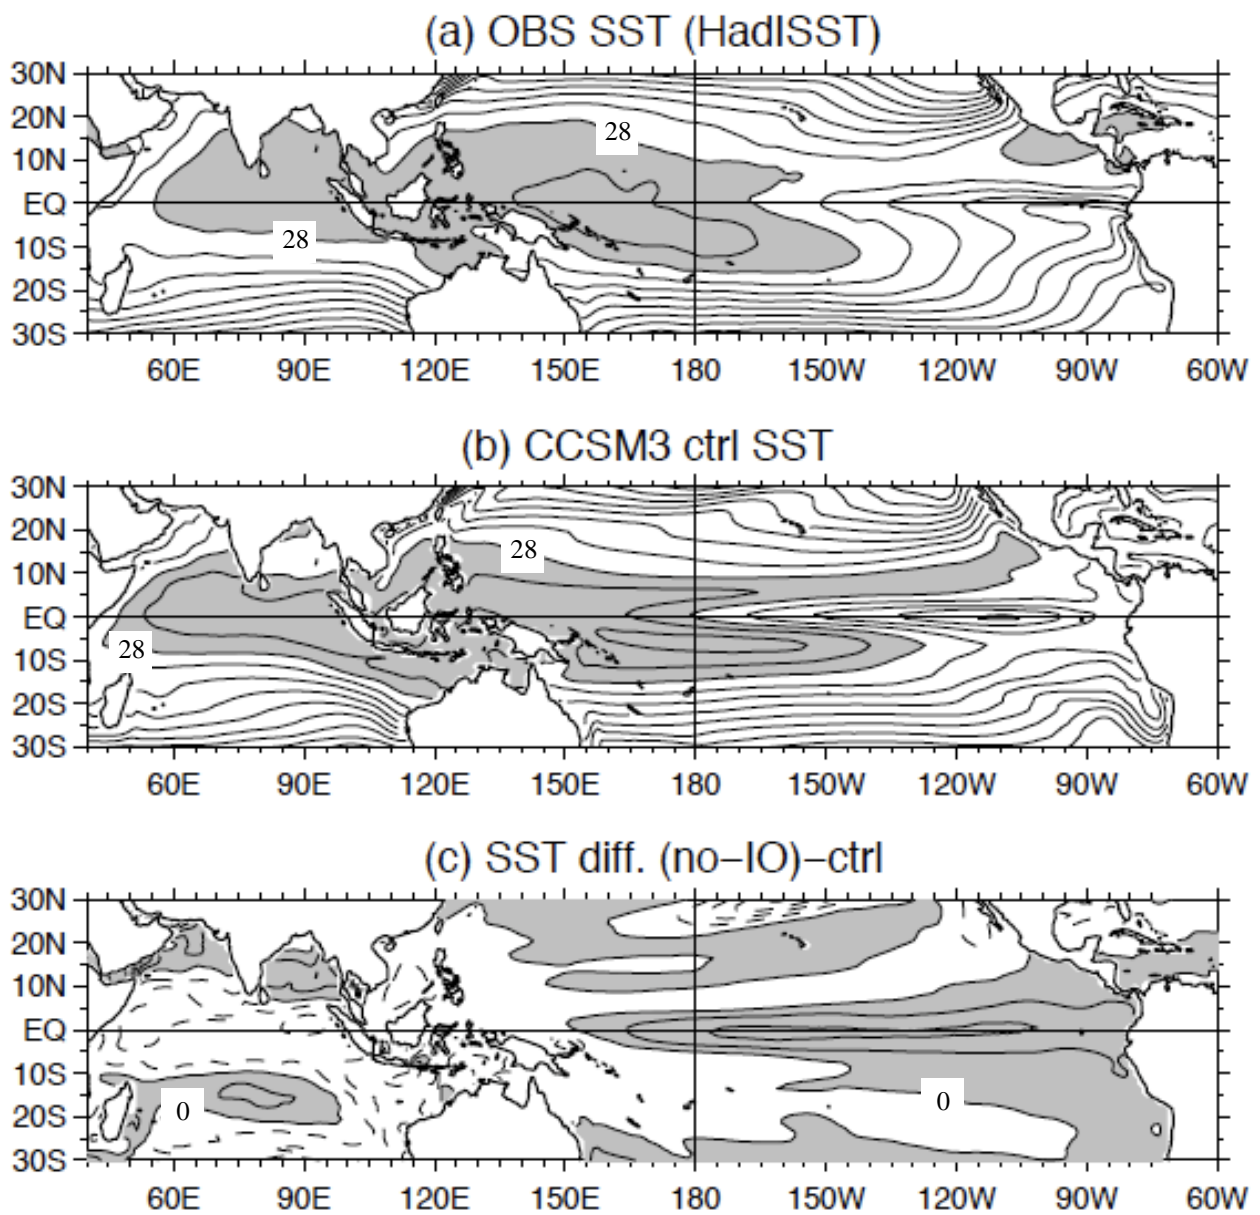 (a) OBS SST (HadISST)
30N
20N
10N
EQ
10S
20S
30S
28
28
60E 90E 120E 150E 180 150W 120W 90W 60W
(b) CCSM3 ctrl SST
30N
20N
10N
EQ
10S
20S
30S
28
28
60E 90E 120E 150E 180 150W 120W 90W 60W
(c) SST diff. (no−IO)−ctrl
30N
20N
10N
EQ
10S
20S
30S
0
0
60E 90E 120E 150E 180 150W 120W 90W 60W